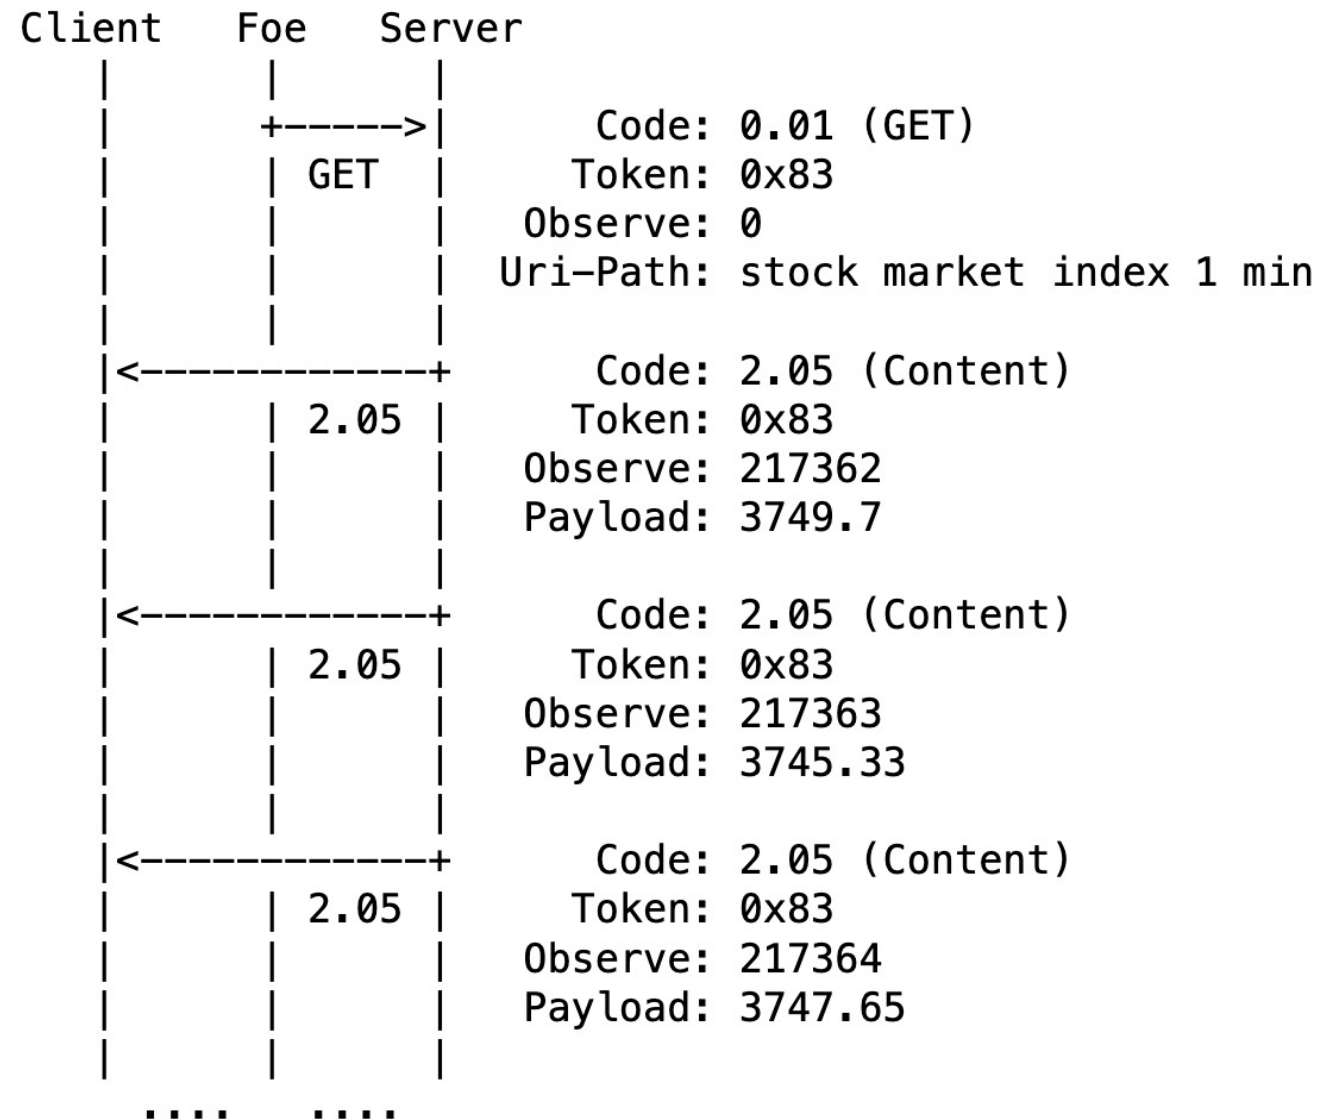 Client   Foe   Server
   |      |      |
   |      +----->|      Code: 0.01 (GET)
   |      | GET  |     Token: 0x83
   |      |      |   Observe: 0
   |      |      |  Uri-Path: stock market index 1 min
   |      |      |
   |<------------+      Code: 2.05 (Content)
   |      | 2.05 |     Token: 0x83
   |      |      |   Observe: 217362
   |      |      |   Payload: 3749.7
   |      |      |
   |<------------+      Code: 2.05 (Content)
   |      | 2.05 |     Token: 0x83
   |      |      |   Observe: 217363
   |      |      |   Payload: 3745.33
   |      |      |
   |<------------+      Code: 2.05 (Content)
   |      | 2.05 |     Token: 0x83
   |      |      |   Observe: 217364
   |      |      |   Payload: 3747.65
   |      |      |
     ....   ....